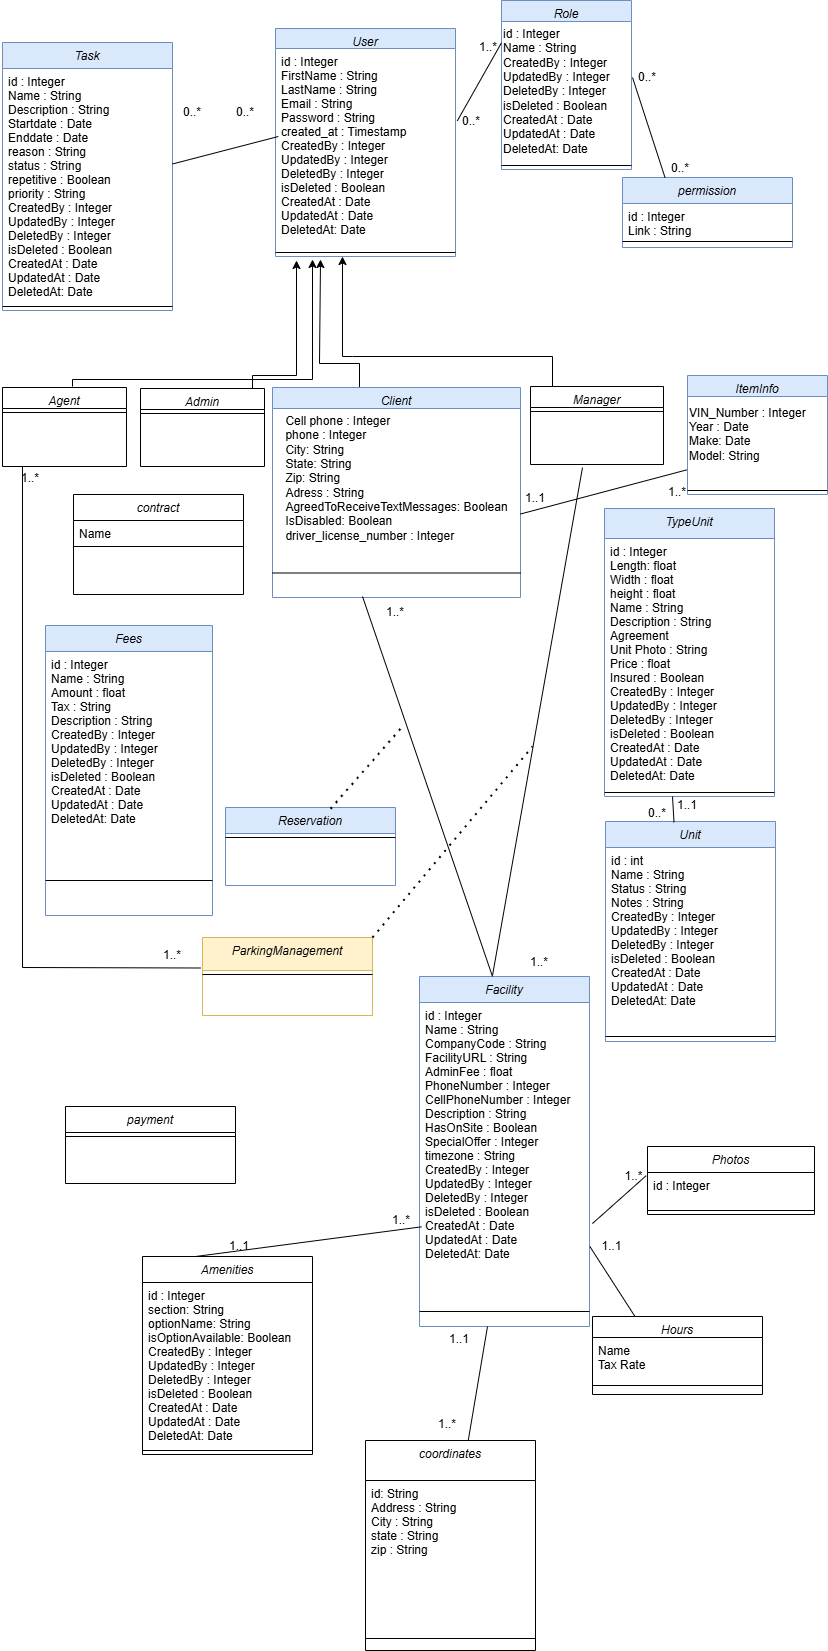 Role
id : Integer
Name : String
CreatedBy : Integer
UpdatedBy : Integer
DeletedBy : Integer
isDeleted : Boolean
CreatedAt : Date
UpdatedAt : Date
DeletedAt: Date
User
id : Integer
FirstName : String
LastName : String
Email : String
Password : String
created_at : Timestamp
CreatedBy : Integer
UpdatedBy : Integer
DeletedBy : Integer
isDeleted : Boolean
CreatedAt : Date
UpdatedAt : Date
DeletedAt: Date
1..*
0..*
Task
id : Integer
Name : String
Description : String
Startdate : Date
Enddate : Date
reason : String
status : String
repetitive : Boolean
priority : String
CreatedBy : Integer
UpdatedBy : Integer
DeletedBy : Integer
isDeleted : Boolean
CreatedAt : Date
UpdatedAt : Date
DeletedAt: Date
0..*
0..*
0..*
0..*
permission
id : Integer
Link : String
Agent
Admin
Client
Cell phone : Integer
phone : Integer
City: String
State: String
Zip: String
Adress : String
AgreedToReceiveTextMessages: Boolean
IsDisabled: Boolean
driver_license_number : Integer
Manager
ItemInfo
VIN_Number : Integer
Year : Date
Make: Date
Model: String
1..1
1..*
1..*
contract
Name
TypeUnit
id : Integer
Length: float
Width : float
height : float
Name : String
Description : String
Agreement
Unit Photo : String
Price : float
Insured : Boolean
CreatedBy : Integer
UpdatedBy : Integer
DeletedBy : Integer
isDeleted : Boolean
CreatedAt : Date
UpdatedAt : Date
DeletedAt: Date
1..*
Fees
id : Integer
Name : String
Amount : float
Tax : String
Description : String
CreatedBy : Integer
UpdatedBy : Integer
DeletedBy : Integer
isDeleted : Boolean
CreatedAt : Date
UpdatedAt : Date
DeletedAt: Date
Reservation
1..1
0..*
Unit
id : int
Name : String
Status : String
Notes : String
CreatedBy : Integer
UpdatedBy : Integer
DeletedBy : Integer
isDeleted : Boolean
CreatedAt : Date
UpdatedAt : Date
DeletedAt: Date
1..*
ParkingManagement
1..*
Facility
id : Integer
Name : String
CompanyCode : String
FacilityURL : String
AdminFee : float
PhoneNumber : Integer
CellPhoneNumber : Integer
Description : String
HasOnSite : Boolean
SpecialOffer : Integer
timezone : String
CreatedBy : Integer
UpdatedBy : Integer
DeletedBy : Integer
isDeleted : Boolean
CreatedAt : Date
UpdatedAt : Date
DeletedAt: Date
payment
Photos
id : Integer
1..*
1..*
1..1
1..1
Amenities
id : Integer
section: String
optionName: String
isOptionAvailable: Boolean
CreatedBy : Integer
UpdatedBy : Integer
DeletedBy : Integer
isDeleted : Boolean
CreatedAt : Date
UpdatedAt : Date
DeletedAt: Date
Hours
Name
Tax Rate
1..1
1..*
coordinates
id: String
Address : String
City : String
state : String
zip : String